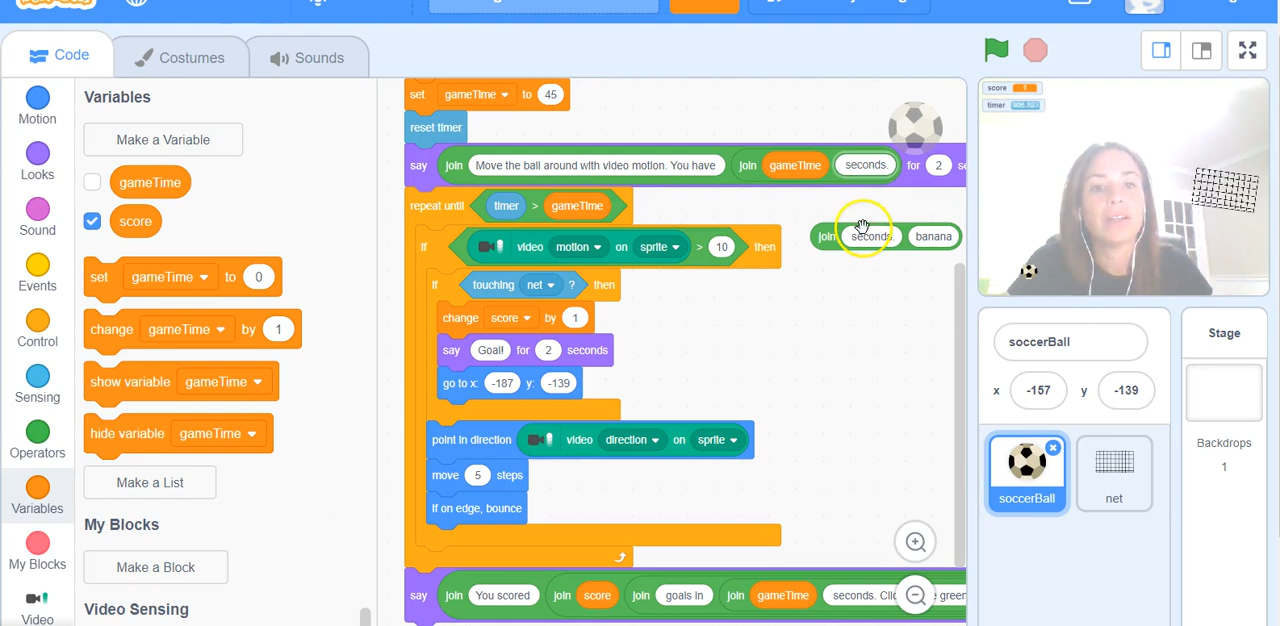 Code
Costumes
Sounds
Motion
Looks
Sound
Events
Control
Sensing
Operators
Variables
My Blocks
Video
Variables
Make a Variable
gameTime
score
set gameTime to 0
change gameTime by 1
show variable gameTime
hide variable gameTime
Make a List
My Blocks
Make a Block
Video Sensing
set gameTime to 45
reset timer
say join Move the ball around with video motion. You have join gameTime seconds. for 2 se
repeat until timer > gameTime
if video motion on sprite > 10 then
join seconds. banana
if touching net ? then
change score by 1
say Goal! for 2 seconds
go to x: -187 y: -139
point in direction video direction on sprite
move 5 steps
if on edge, bounce
say join You scored join score join goals in join gameTime seconds. Clic e green
score 1
timer
soccerBall
x -157 y -139
soccerBall
net
Stage
Backdrops
1